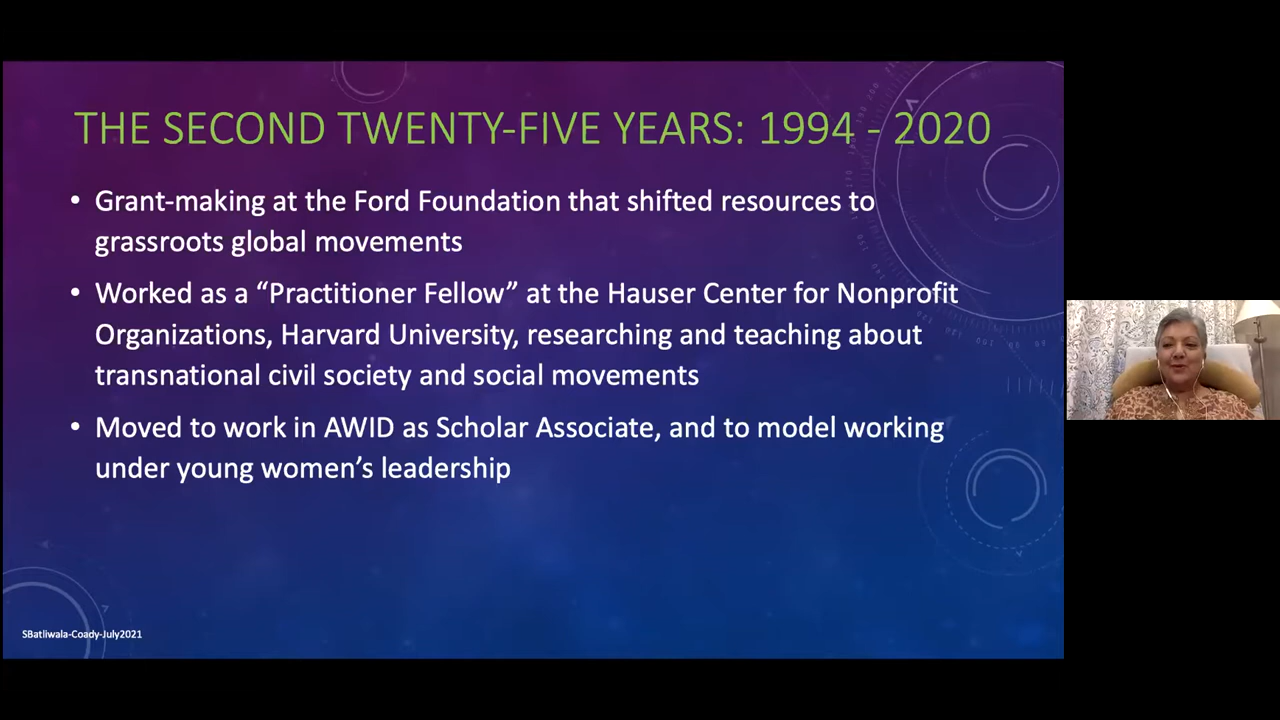 THE SECOND TWENTY-FIVE YEARS: 1994 - 2020
• Grant-making at the Ford Foundation that shifted resources to
grassroots global movements
• Worked as a “Practitioner Fellow” at the Hauser Center for Nonprofit
Organizations, Harvard University, researching and teaching about
transnational civil society and social movements
• Moved to work in AWID as Scholar Associate, and to model working
under young women’s leadership
SBatliwala-Coady-July2021